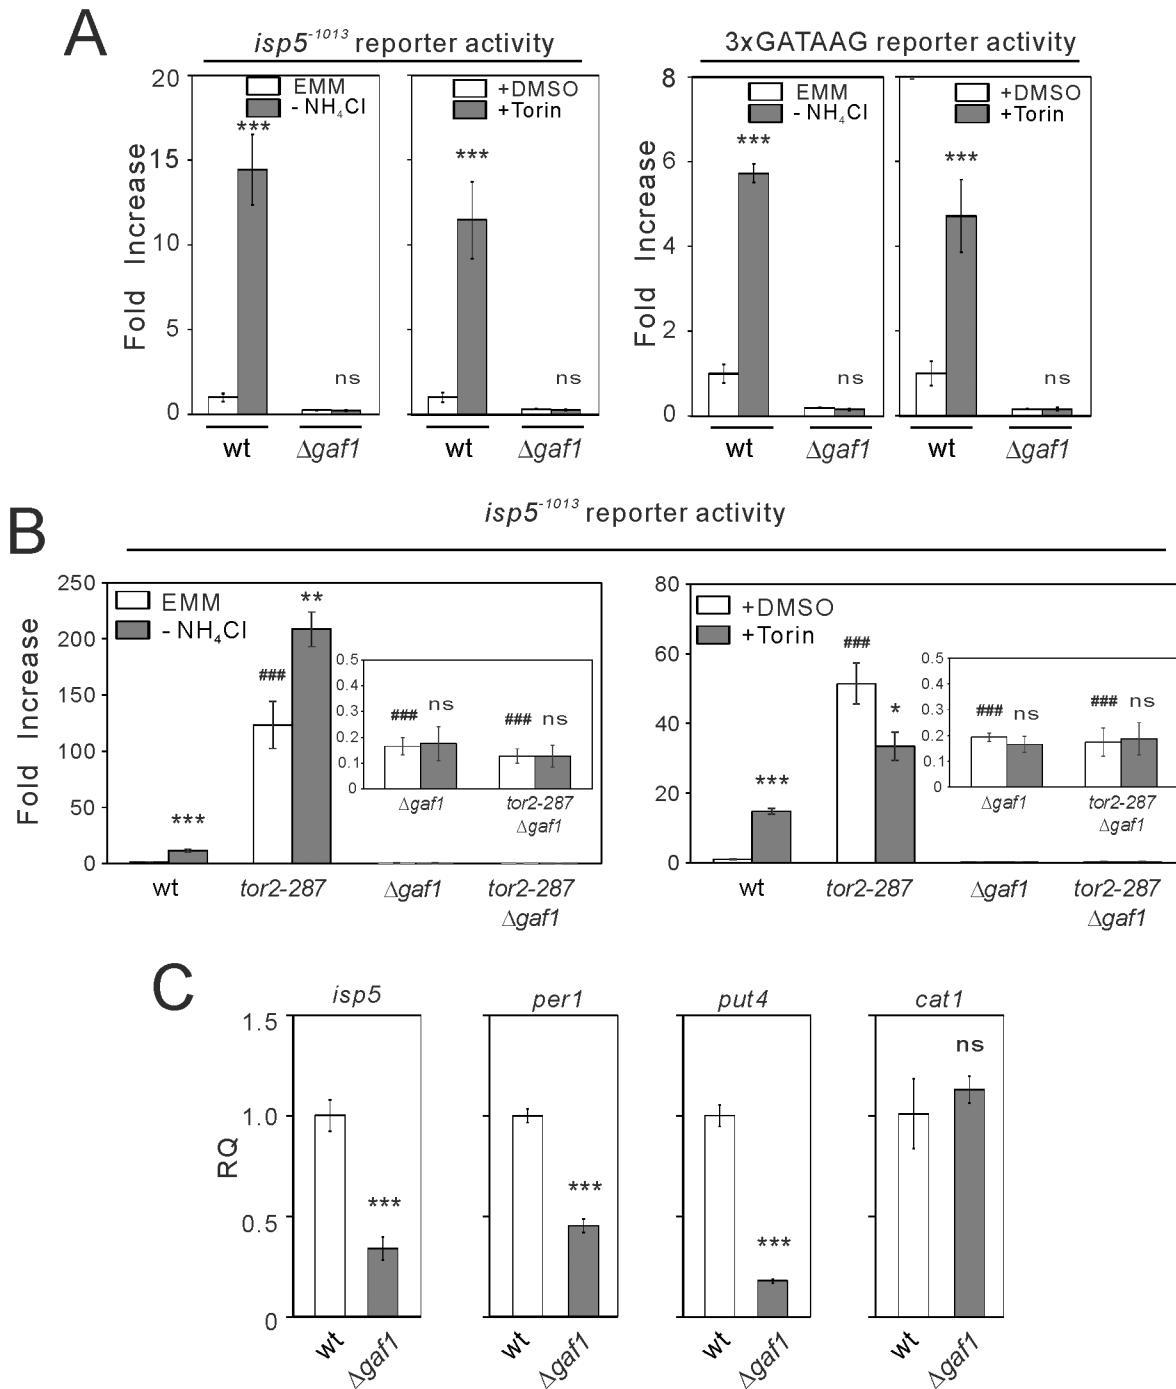 A
isp5⁻¹⁰¹³ reporter activity
3xGATAAG reporter activity
Fold Increase
20
15
10
5
0
EMM
- NH₄Cl
***
ns
wt
Δgaf1
+DMSO
+Torin
***
ns
wt
Δgaf1
Fold Increase
8
6
4
2
0
EMM
- NH₄Cl
***
ns
wt
Δgaf1
+DMSO
+Torin
***
ns
wt
Δgaf1
B
isp5⁻¹⁰¹³ reporter activity
Fold Increase
250
200
150
100
50
0
EMM
- NH₄Cl
***
###
**
0.5
0.4
0.3
0.2
0.1
0
### ns
### ns
Δgaf1
tor2-287
Δgaf1
wt
tor2-287
Δgaf1
tor2-287
Δgaf1
80
60
40
20
0
+DMSO
+Torin
***
###
*
0.5
0.4
0.3
0.2
0.1
0
### ns
### ns
Δgaf1
tor2-287
Δgaf1
wt
tor2-287
Δgaf1
tor2-287
Δgaf1
C
RQ
1.5
1.0
0.5
0
isp5
***
wt
Δgaf1
per1
***
wt
Δgaf1
put4
***
wt
Δgaf1
cat1
ns
wt
Δgaf1